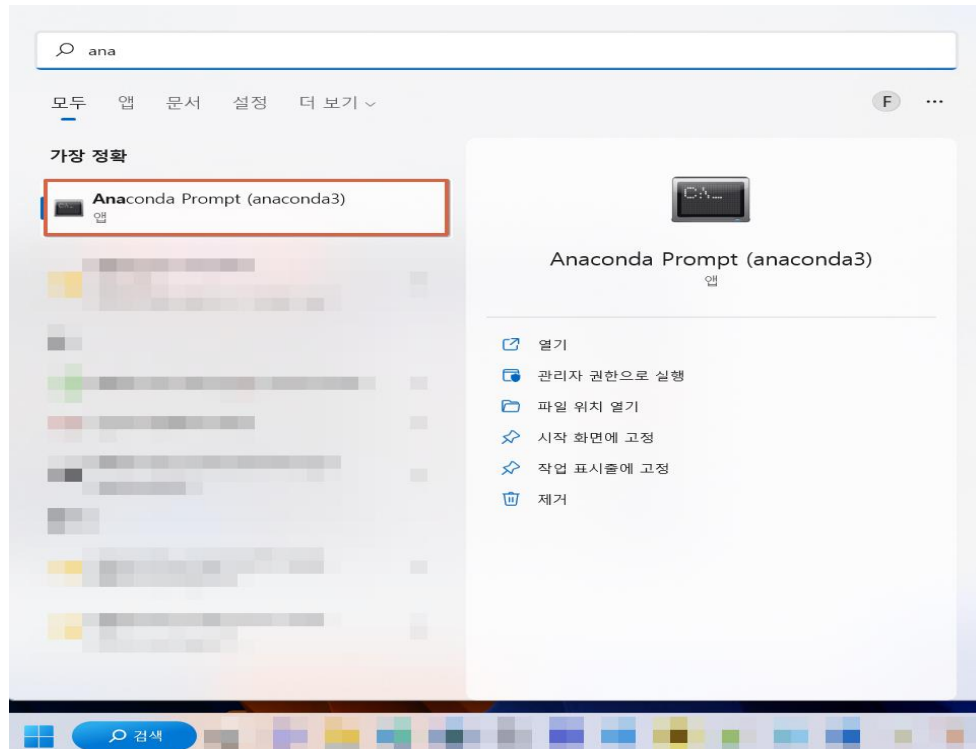 ana
모두 앱 문서 설정 더 보기
F ...
가장 정확
Anaconda Prompt (anaconda3)
앱
C:\_
Anaconda Prompt (anaconda3)
앱
열기
관리자 권한으로 실행
파일 위치 열기
시작 화면에 고정
작업 표시줄에 고정
제거
검색